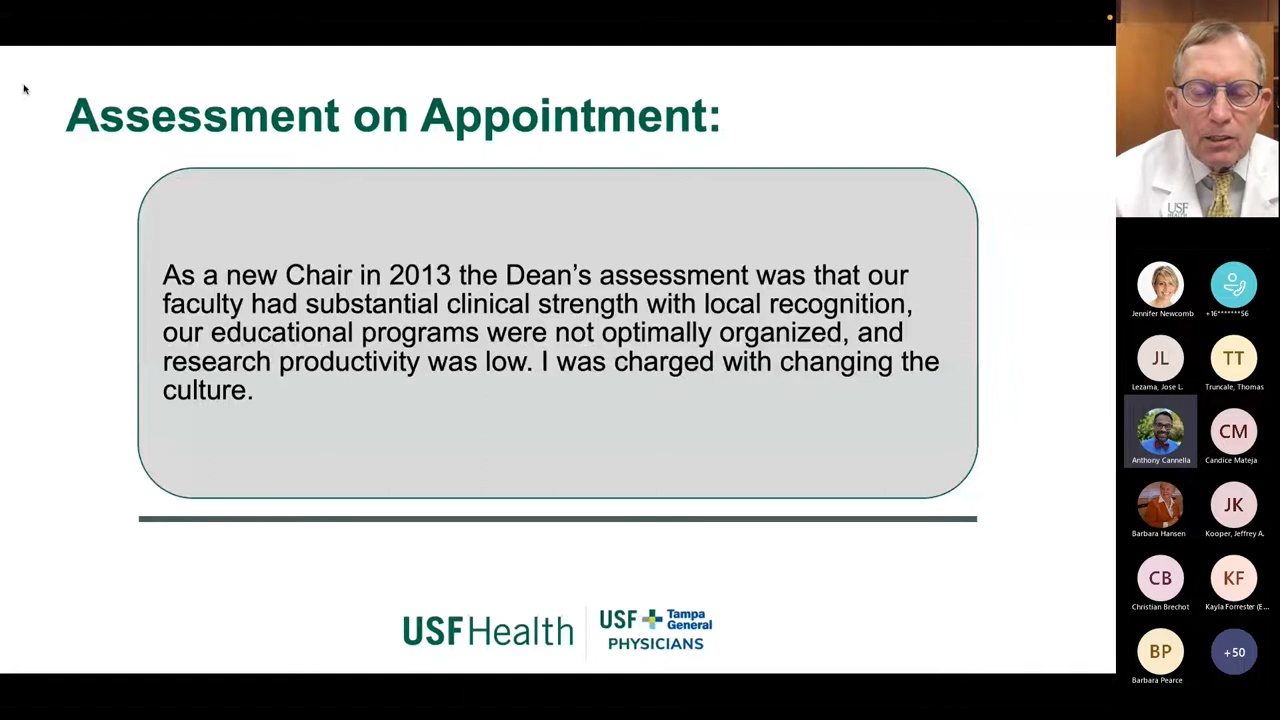 Assessment on Appointment:
As a new Chair in 2013 the Dean’s assessment was that our
faculty had substantial clinical strength with local recognition,
our educational programs were not optimally organized, and
research productivity was low. I was charged with changing the
culture.
USF Health
USF Tampa
General
PHYSICIANS
USF
HEALTH
Jennifer Newcomb
+16*******56
JL
Lezama, Jose L.
TT
Truncale, Thomas
Anthony Cannella
CM
Candice Mateja
Barbara Hansen
JK
Kooper, Jeffrey A.
CB
Christian Brechot
KF
Kayla Forrester (E...
BP
Barbara Pearce
+50